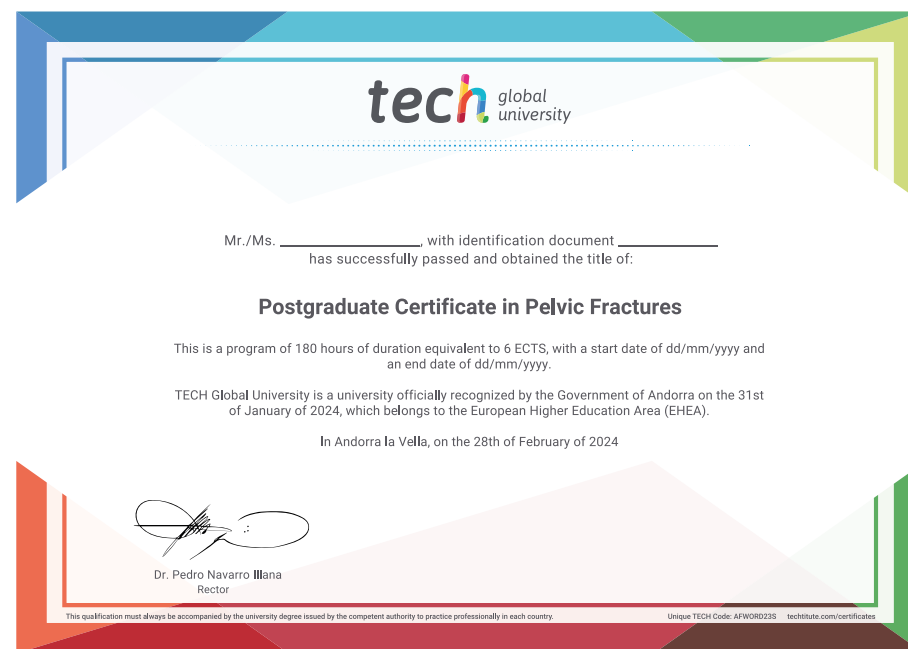 tech global
university
Mr./Ms. ____________, with identification document ____________
has successfully passed and obtained the title of:
Postgraduate Certificate in Pelvic Fractures
This is a program of 180 hours of duration equivalent to 6 ECTS, with a start date of dd/mm/yyyy and
an end date of dd/mm/yyyy.
TECH Global University is a university officially recognized by the Government of Andorra on the 31st
of January of 2024, which belongs to the European Higher Education Area (EHEA).
In Andorra la Vella, on the 28th of February of 2024
Dr. Pedro Navarro Illana
Rector
This qualification must always be accompanied by the university degree issued by the competent authority to practice professionally in each country.
Unique TECH Code: AFWORD23S techtitute.com/certificates